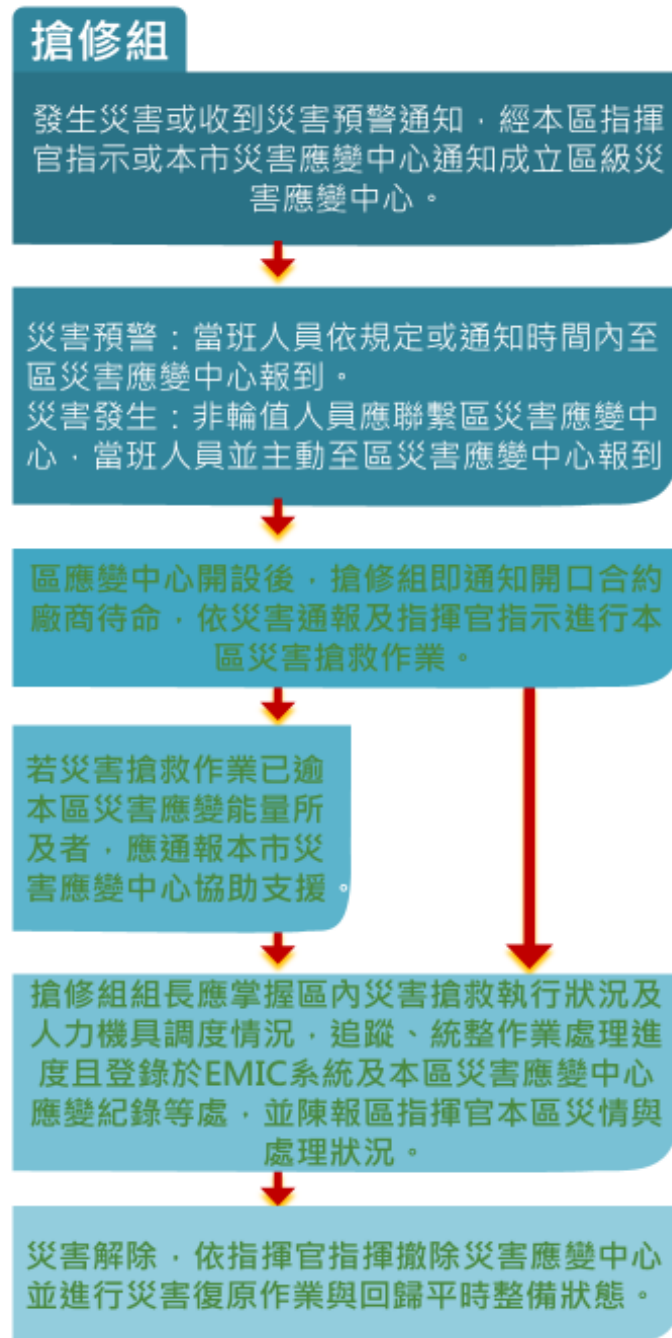 搶修組
發生災害或收到災害預警通知，經本區指揮
官指示或本市災害應變中心通知成立區級災
害應變中心。
災害預警：當班人員依規定或通知時間內至
區災害應變中心報到。
災害發生：非輪值人員應聯繫區災害應變中
心，當班人員並主動至區災害應變中心報到
區應變中心開設後，搶修組即通知開口合約
廠商待命，依災害通報及指揮官指示進行本
區災害搶救作業。
若災害搶救作業已逾
本區災害應變能量所
及者，應通報本市災
害應變中心協助支援。
搶修組組長應掌握區內災害搶救執行狀況及
人力機具調度情況，追蹤、統整作業處理進
度且登錄於EMIC系統及本區災害應變中心
應變紀錄等處，並陳報區指揮官本區災情與
處理狀況。
災害解除，依指揮官指揮撤除災害應變中心
並進行災害復原作業與回歸平時整備狀態。